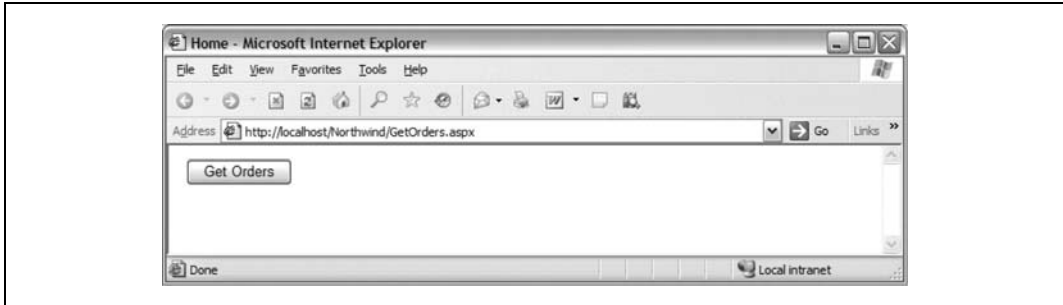 Home - Microsoft Internet Explorer
File Edit View Favorites Tools Help
Address http://localhost/Northwind/GetOrders.aspx Go Links »
Get Orders
Done Local intranet